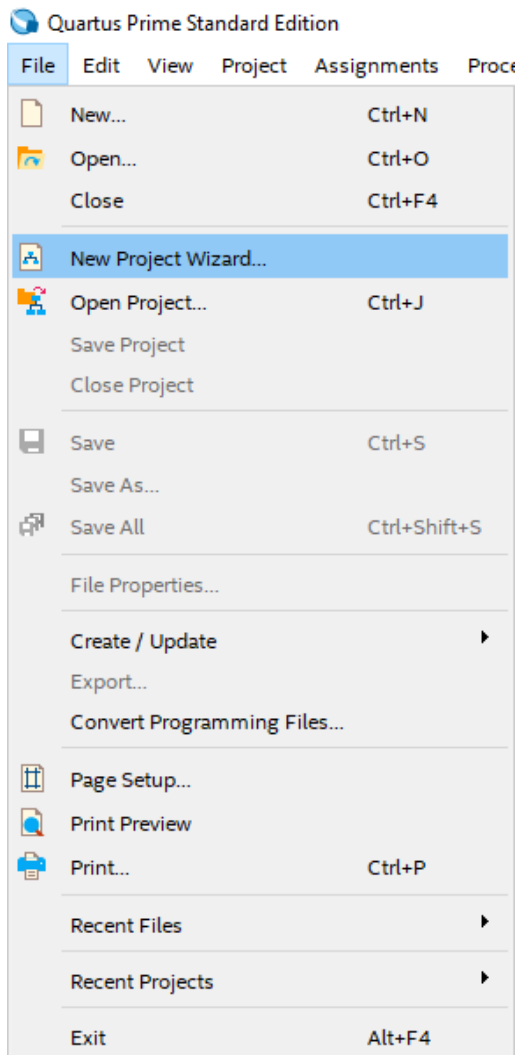 Quartus Prime Standard Edition
File Edit View Project Assignments
New... Ctrl+N
Open... Ctrl+O
Close Ctrl+F4
New Project Wizard...
Open Project... Ctrl+J
Save Project
Close Project
Save Ctrl+S
Save As...
Save All Ctrl+Shift+S
File Properties...
Create / Update
Export...
Convert Programming Files...
Page Setup...
Print Preview
Print... Ctrl+P
Recent Files
Recent Projects
Exit Alt+F4